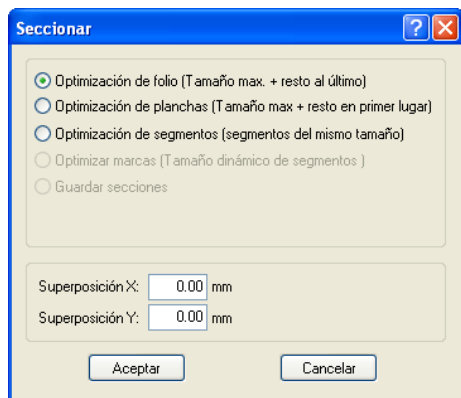 Seccionar
Optimización de folio (Tamaño max. + resto al último)
Optimización de planchas (Tamaño max + resto en primer lugar)
Optimización de segmentos (segmentos del mismo tamaño)
Optimizar marcas (Tamaño dinámico de segmentos )
Guardar secciones
Superposición X: 0.00 mm
Superposición Y: 0.00 mm
Aceptar Cancelar